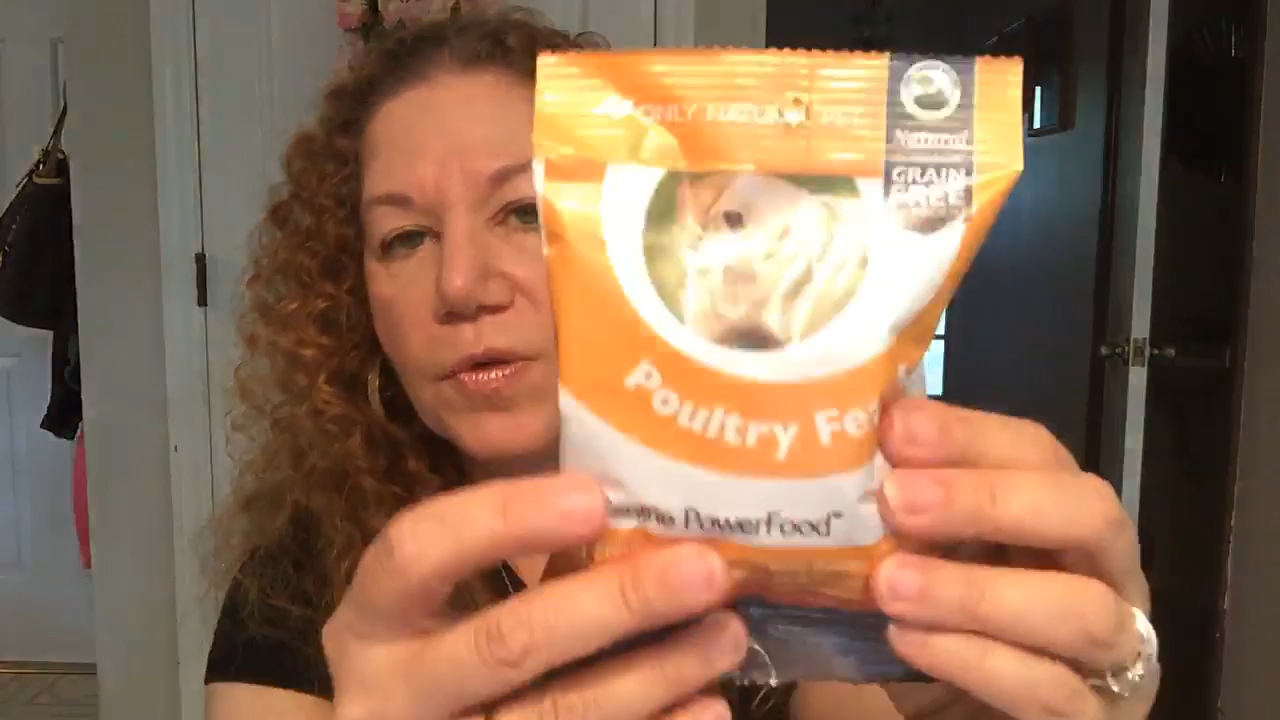 ONLY NATURAL PET
Natural
GRAIN
FREE
Poultry
PowerFood™